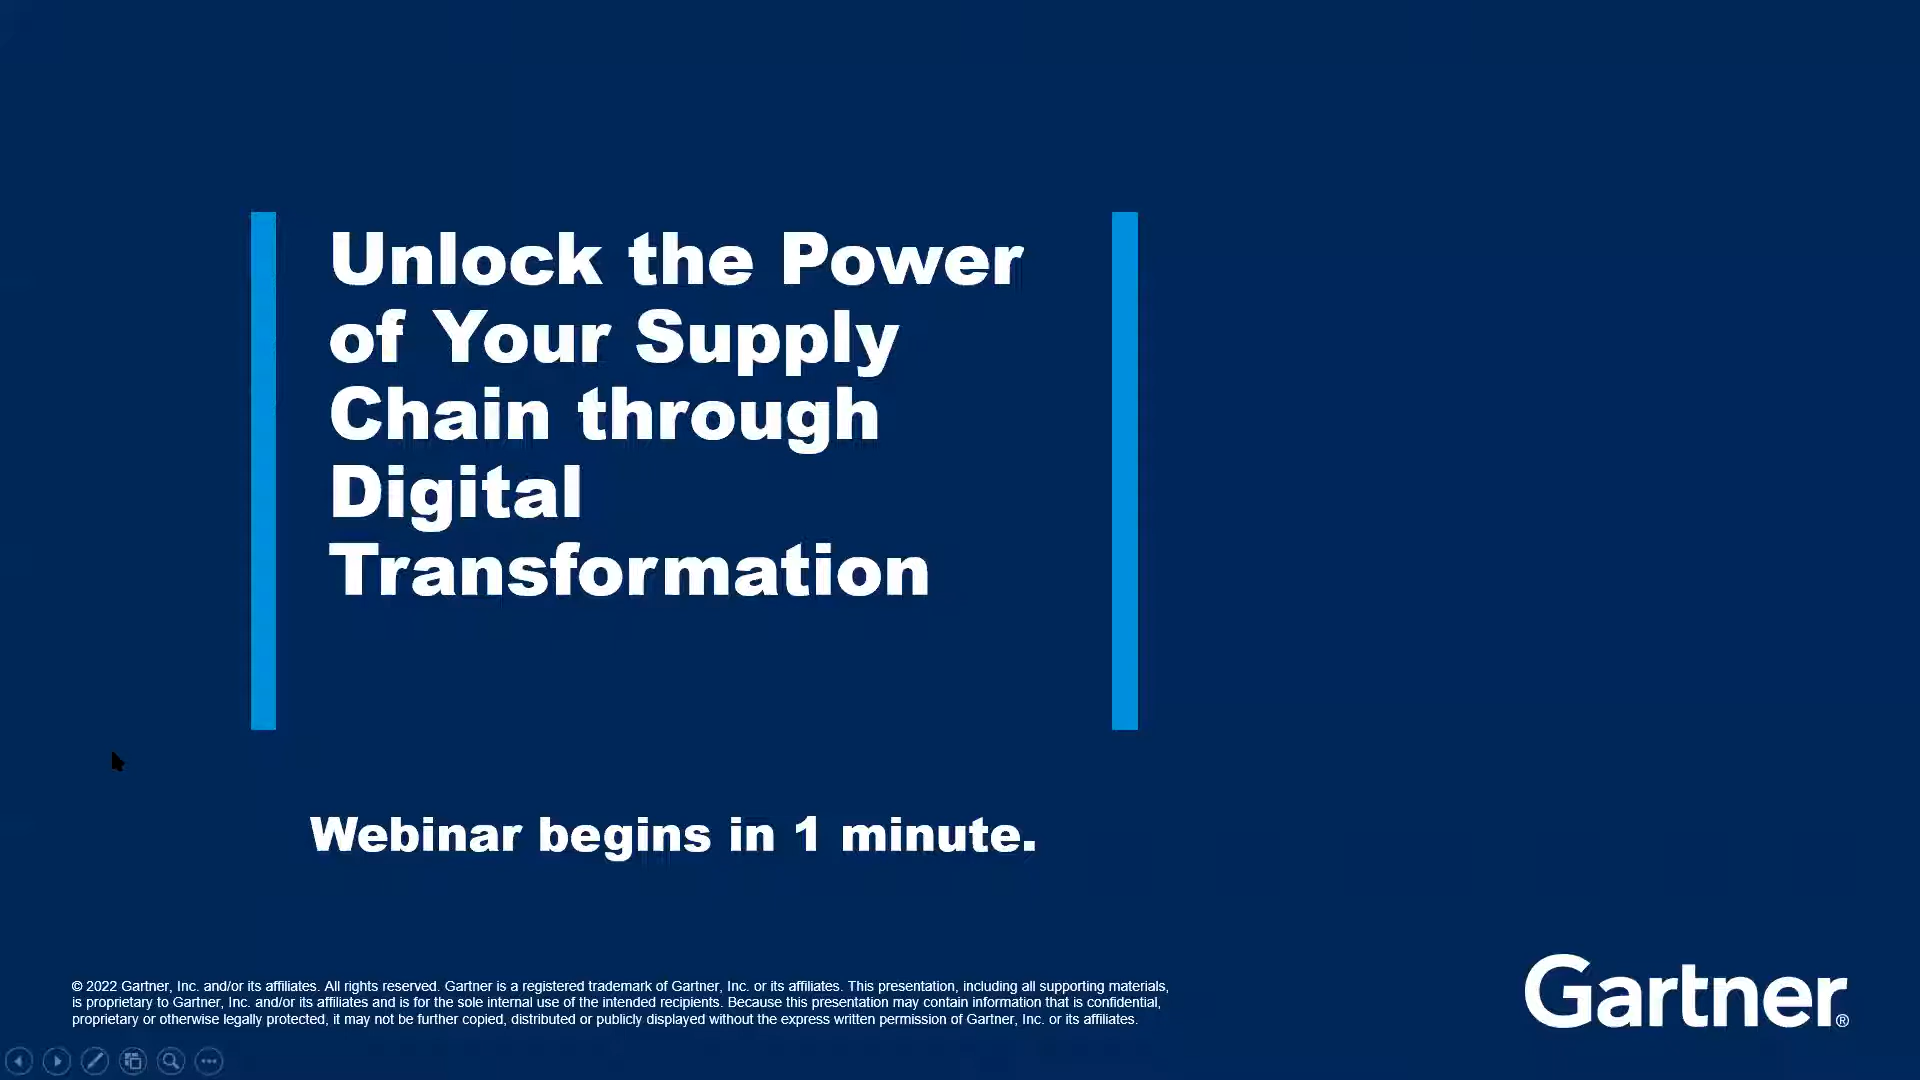 Unlock the Power
of Your Supply
Chain through
Digital
Transformation
Webinar begins in 1 minute.
© 2022 Gartner, Inc. and/or its affiliates. All rights reserved. Gartner is a registered trademark of Gartner, Inc. or its affiliates. This presentation, including all supporting materials,
is proprietary to Gartner, Inc. and/or its affiliates and is for the sole internal use of the intended recipients. Because this presentation may contain information that is confidential,
proprietary or otherwise legally protected, it may not be further copied, distributed or publicly displayed without the express written permission of Gartner, Inc. or its affiliates.
Gartner®